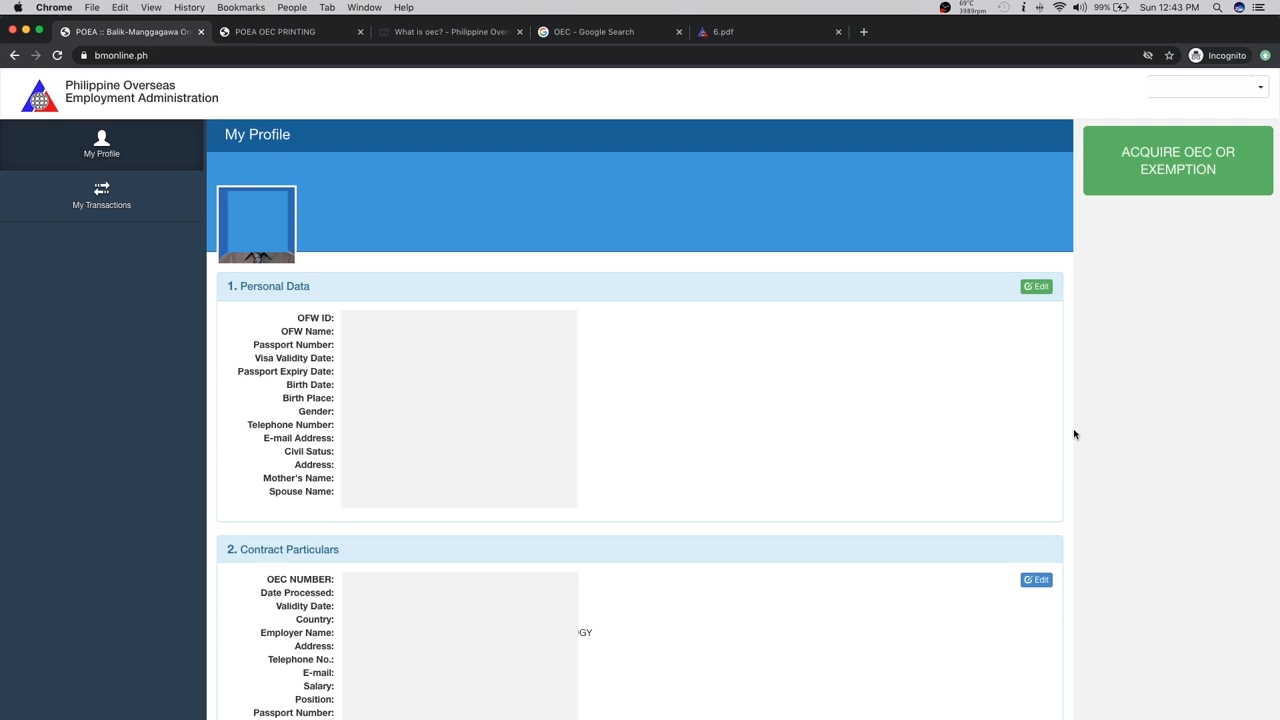 Chrome File Edit View History Bookmarks People Tab Window Help 69°C 3989rpm 99% Sun 12:43 PM
POEA :: Balik-Manggagawa On POEA OEC PRINTING What is oec? - Philippine Over OEC - Google Search 6.pdf
bmonline.ph Incognito
Philippine Overseas
Employment Administration
My Profile
My Transactions
My Profile
ACQUIRE OEC OR
EXEMPTION
1. Personal Data Edit
OFW ID:
OFW Name:
Passport Number:
Visa Validity Date:
Passport Expiry Date:
Birth Date:
Birth Place:
Gender:
Telephone Number:
E-mail Address:
Civil Satus:
Address:
Mother's Name:
Spouse Name:
2. Contract Particulars
OEC NUMBER: Edit
Date Processed:
Validity Date:
Country:
Employer Name: GY
Address:
Telephone No.:
E-mail:
Salary:
Position:
Passport Number: